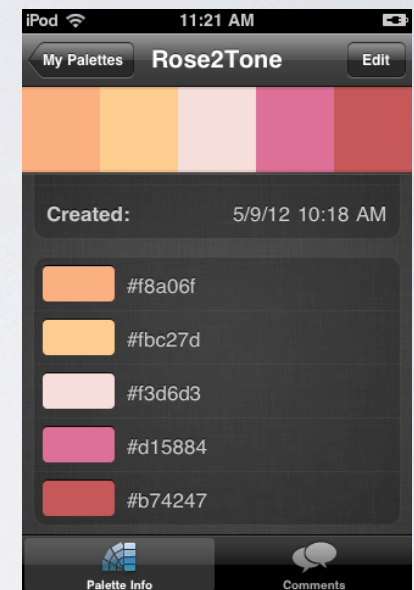 iPod 11:21 AM
My Palettes Rose2Tone Edit
Created: 5/9/12 10:18 AM
#f8a06f
#fbc27d
#f3d6d3
#d15884
#b74247
Palette Info Comments